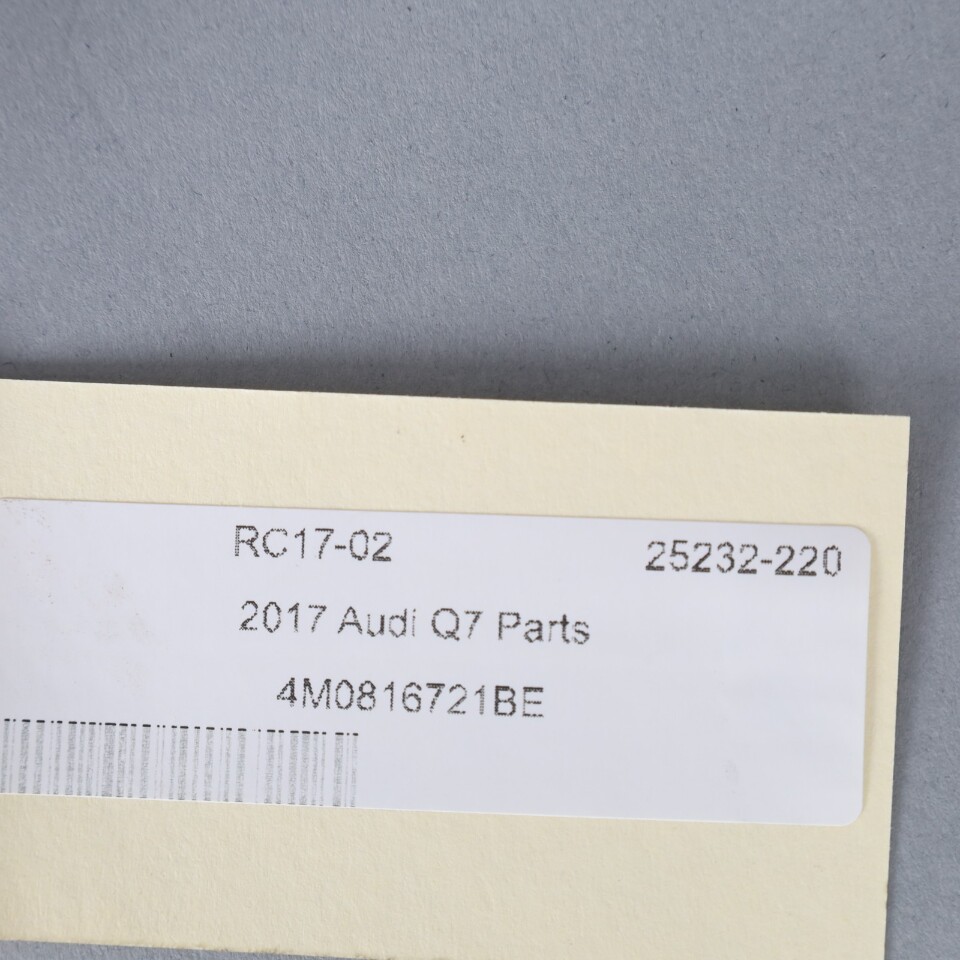 RC17-02 25232-220
2017 Audi Q7 Parts
4M0816721BE